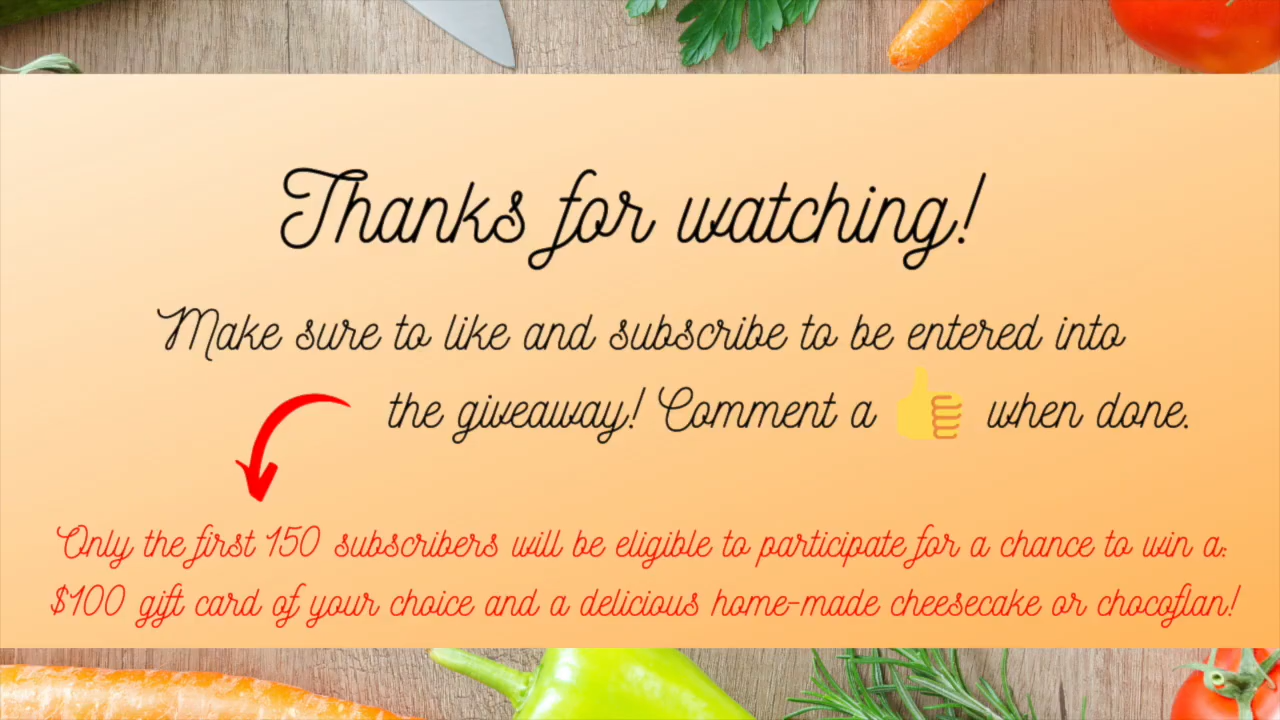 Thanks for watching!
Make sure to like and subscribe to be entered into
the giveaway! Comment a 👍 when done.
Only the first 150 subscribers will be eligible to participate for a chance to win a:
$100 gift card of your choice and a delicious home-made cheesecake or chocoflan!